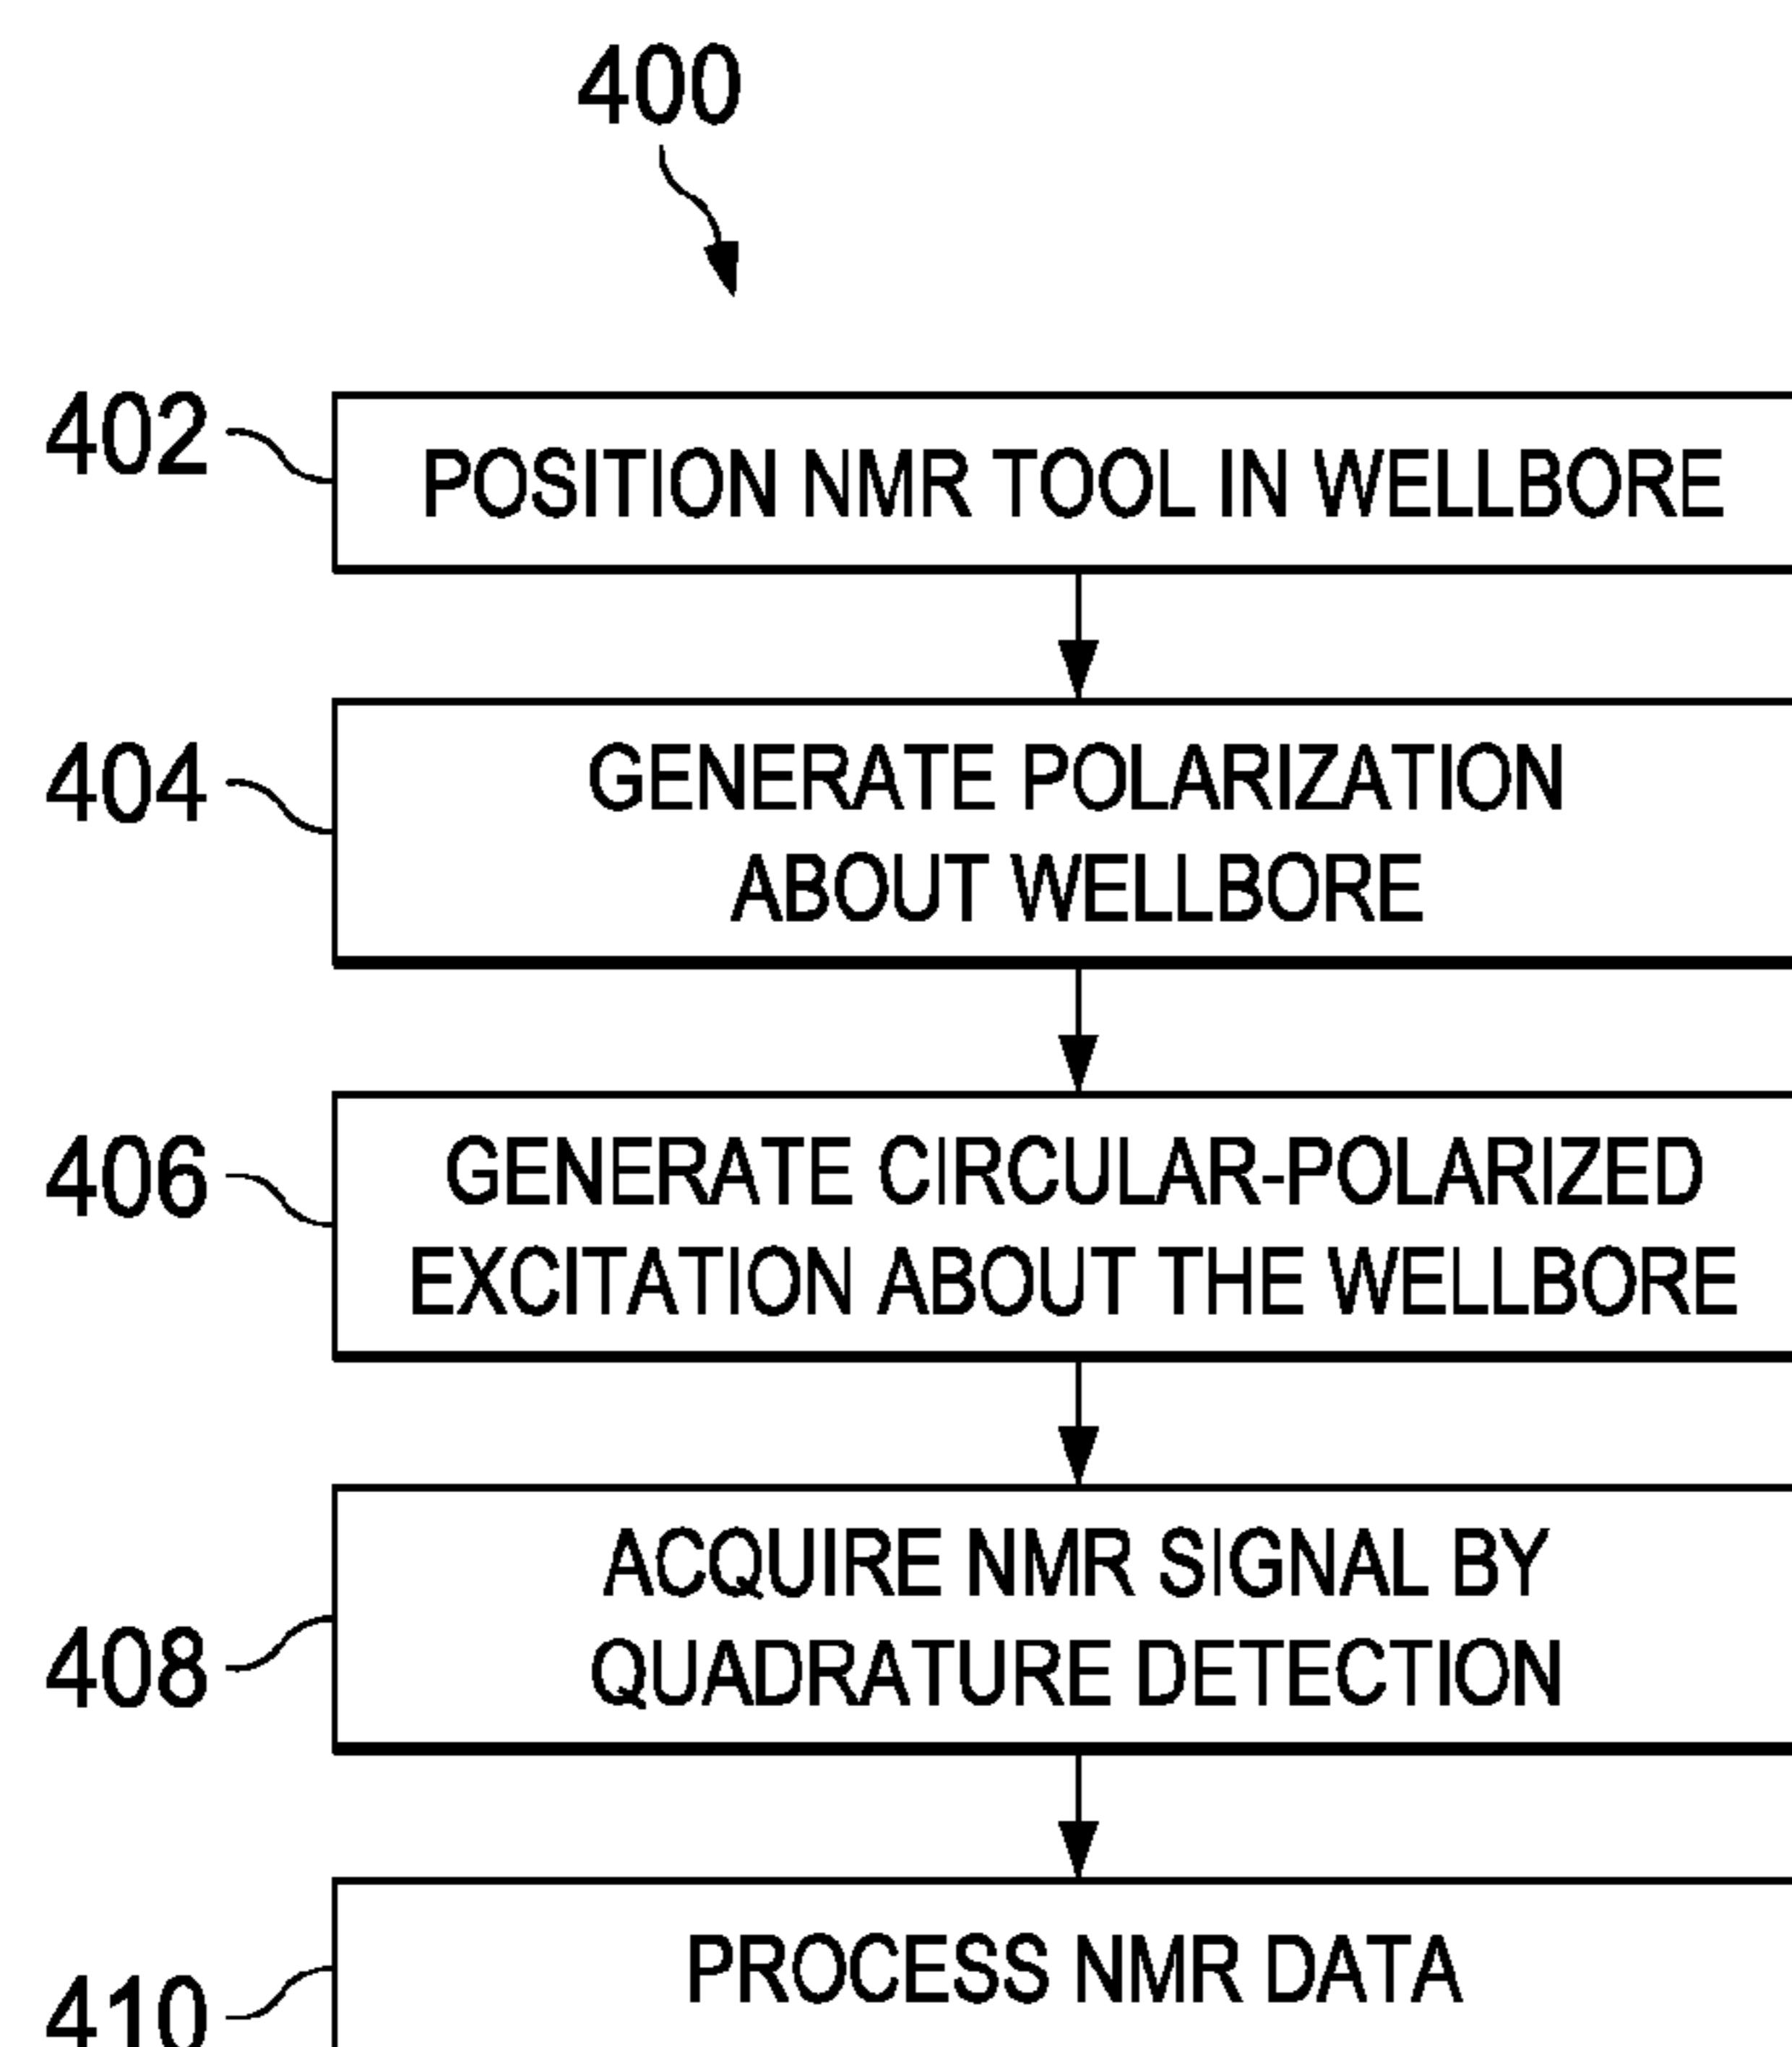 400
402
POSITION NMR TOOL IN WELLBORE
404
GENERATE POLARIZATION
ABOUT WELLBORE
406
GENERATE CIRCULAR-POLARIZED
EXCITATION ABOUT THE WELLBORE
408
ACQUIRE NMR SIGNAL BY
QUADRATURE DETECTION
410
PROCESS NMR DATA